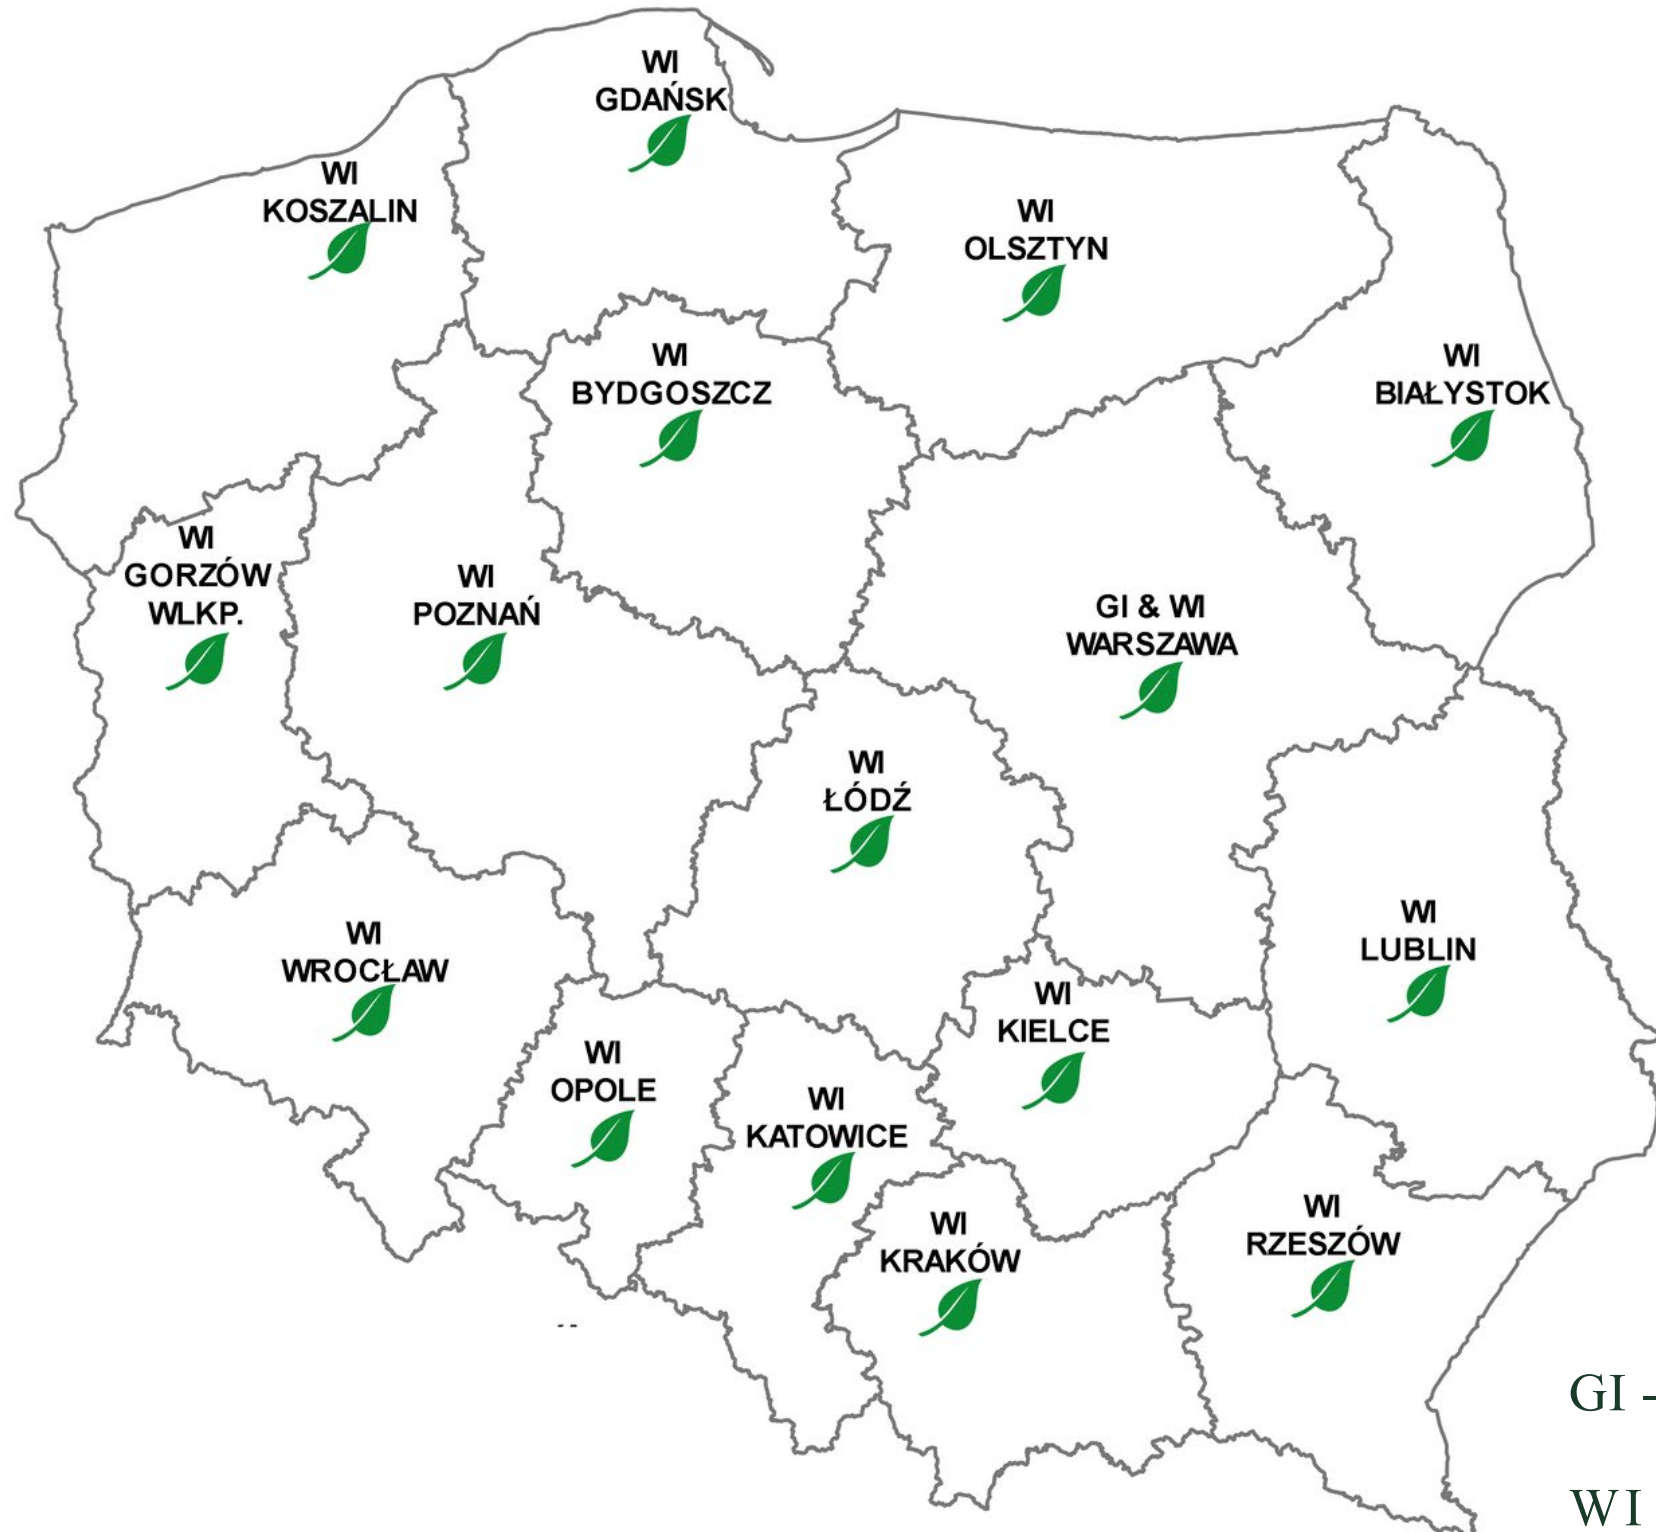 WI
GDAŃSK
WI
KOSZALIN
WI
OLSZTYN
WI
BYDGOSZCZ
WI
BIAŁYSTOK
WI
GORZÓW
WLKP.
WI
POZNAŃ
GI & WI
WARSZAWA
WI
ŁÓDŹ
WI
LUBLIN
WI
WROCŁAW
WI
KIELCE
WI
OPOLE
WI
KATOWICE
WI
RZESZÓW
WI
KRAKÓW
GI -
WI